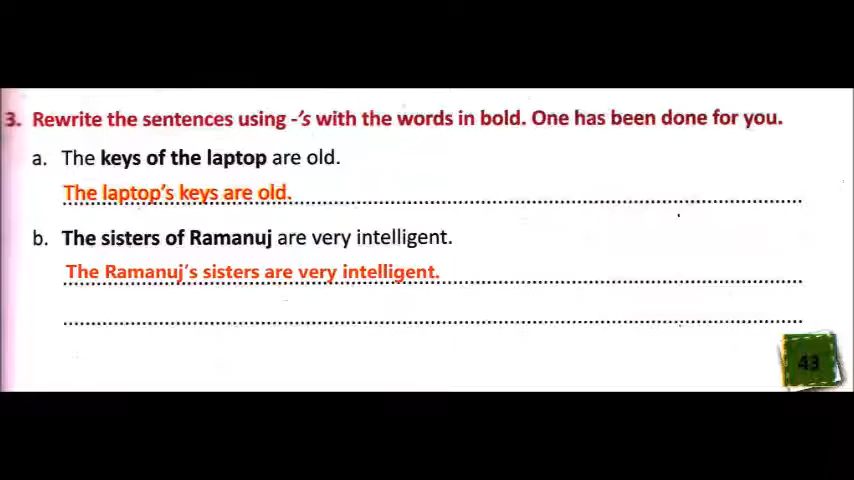 3. Rewrite the sentences using -'s with the words in bold. One has been done for you.
a. The keys of the laptop are old.
The laptop's keys are old.
b. The sisters of Ramanuj are very intelligent.
The Ramanuj's sisters are very intelligent.
43